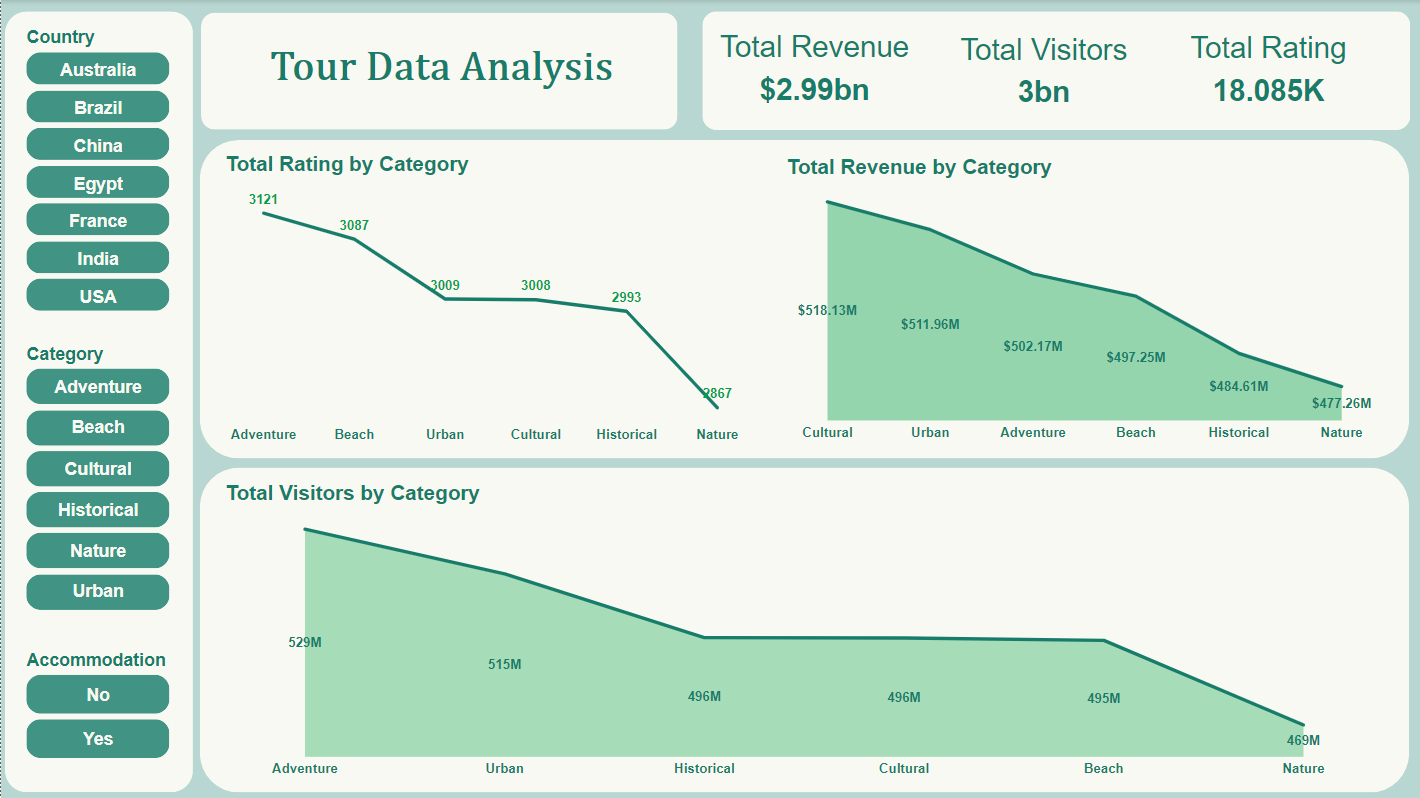 Country
Australia
Brazil
China
Egypt
France
India
USA
Category
Adventure
Beach
Cultural
Historical
Nature
Urban
Accommodation
No
Yes
Tour Data Analysis
Total Revenue
$2.99bn
Total Visitors
3bn
Total Rating
18.085K
Total Rating by Category
3121
3087
3009
3008
2993
2867
Adventure Beach Urban Cultural Historical Nature
Total Revenue by Category
$518.13M
$511.96M
$502.17M
$497.25M
$484.61M
$477.26M
Cultural Urban Adventure Beach Historical Nature
Total Visitors by Category
529M
515M
496M
496M
495M
469M
Adventure Urban Historical Cultural Beach Nature